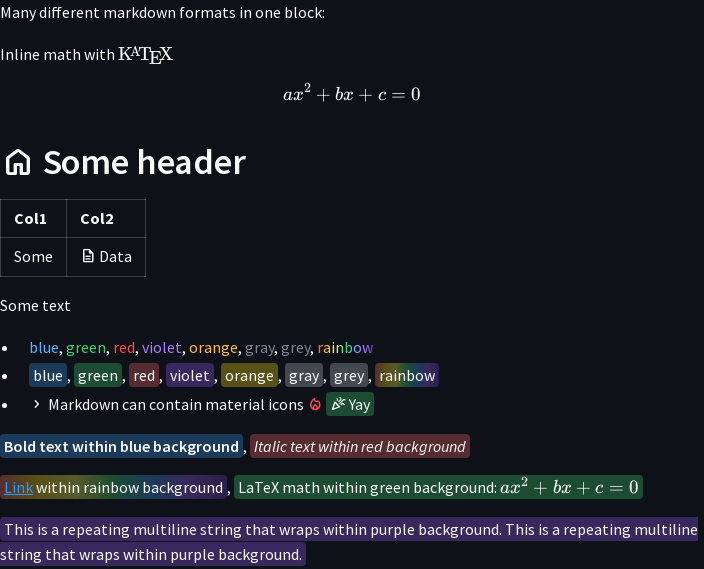 Many different markdown formats in one block:
Inline math with KATEX
ax² + bx + c = 0
Some header
Col1 Col2
Some Data
Some text
blue, green, red, violet, orange, gray, grey, rainbow
blue, green, red, violet, orange, gray, grey, rainbow
Markdown can contain material icons Yay
Bold text within blue background, Italic text within red background
Link within rainbow background, LaTeX math within green background: ax² + bx + c = 0
This is a repeating multiline string that wraps within purple background. This is a repeating multiline
string that wraps within purple background.